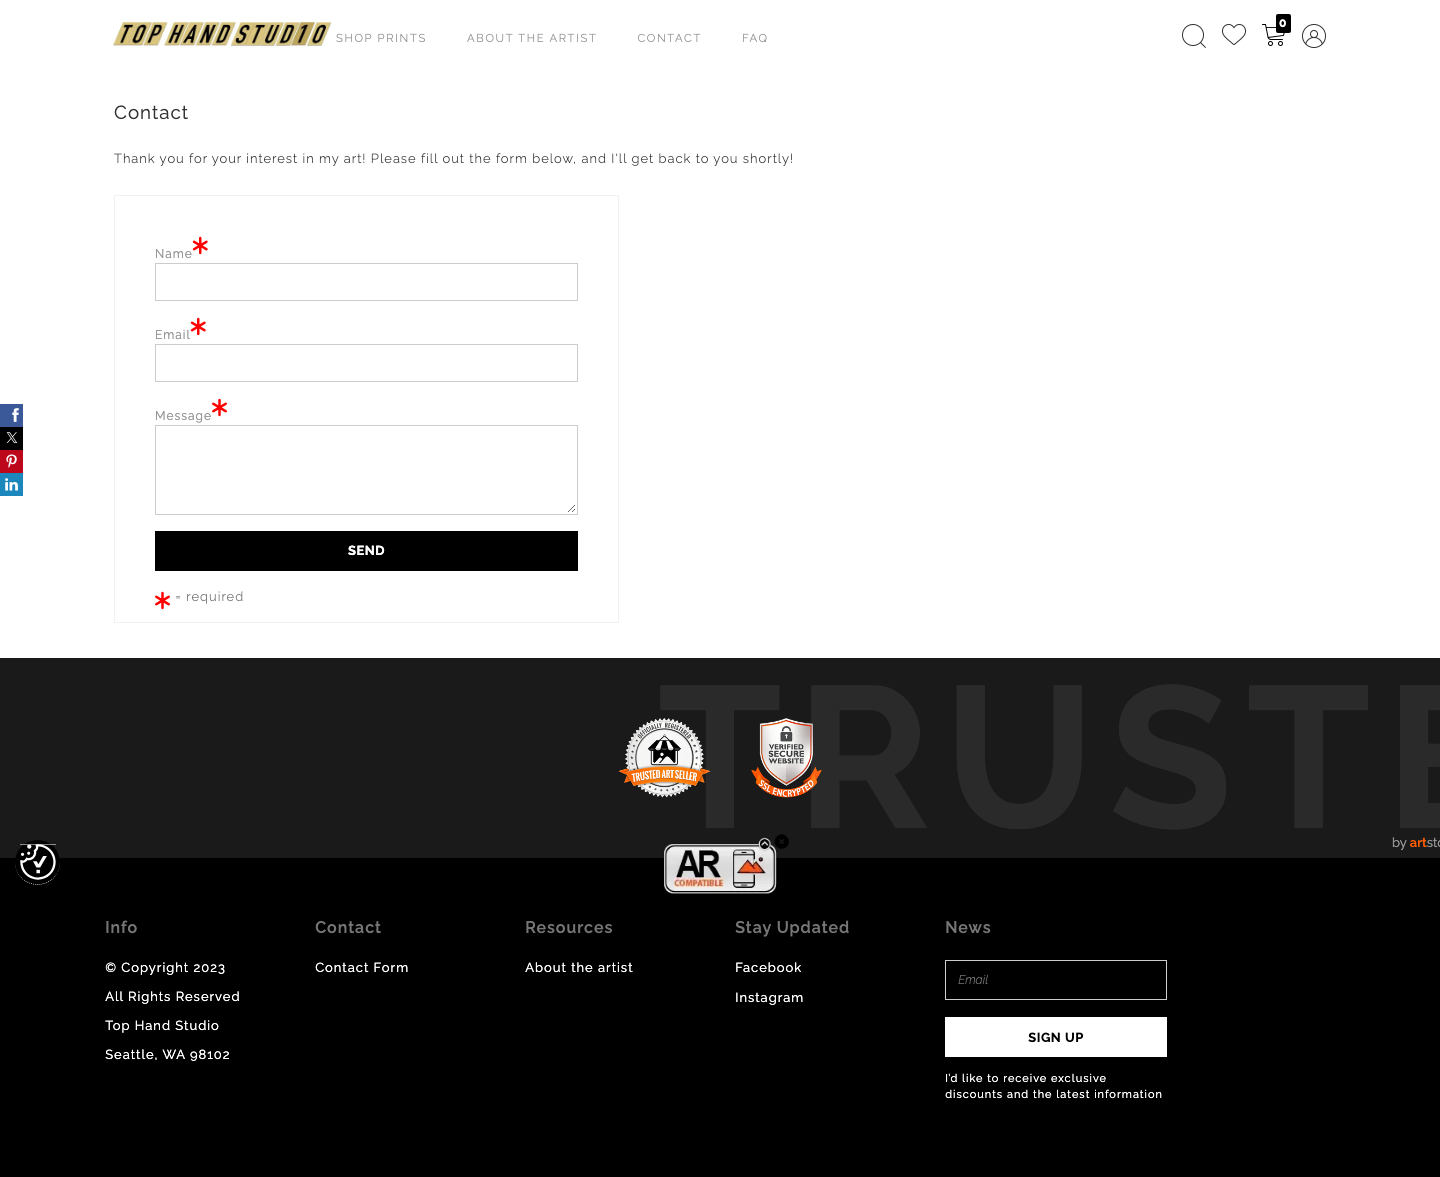 TOP HAND STUD10
SHOP PRINTS
ABOUT THE ARTIST
CONTACT
FAQ
0
Contact
Thank you for your interest in my art! Please fill out the form below, and I'll get back to you shortly!
Name*
Email*
Message*
SEND
* = required
TRUSTE
OFFICIALLY REGISTERED
TRUSTED ART SELLER
VERIFIED
SECURE
WEBSITE
SSL ENCRYPTED
by artsto
AR
COMPATIBLE
Info
© Copyright 2023
All Rights Reserved
Top Hand Studio
Seattle, WA 98102
Contact
Contact Form
Resources
About the artist
Stay Updated
Facebook
Instagram
News
Email
SIGN UP
I'd like to receive exclusive
discounts and the latest information